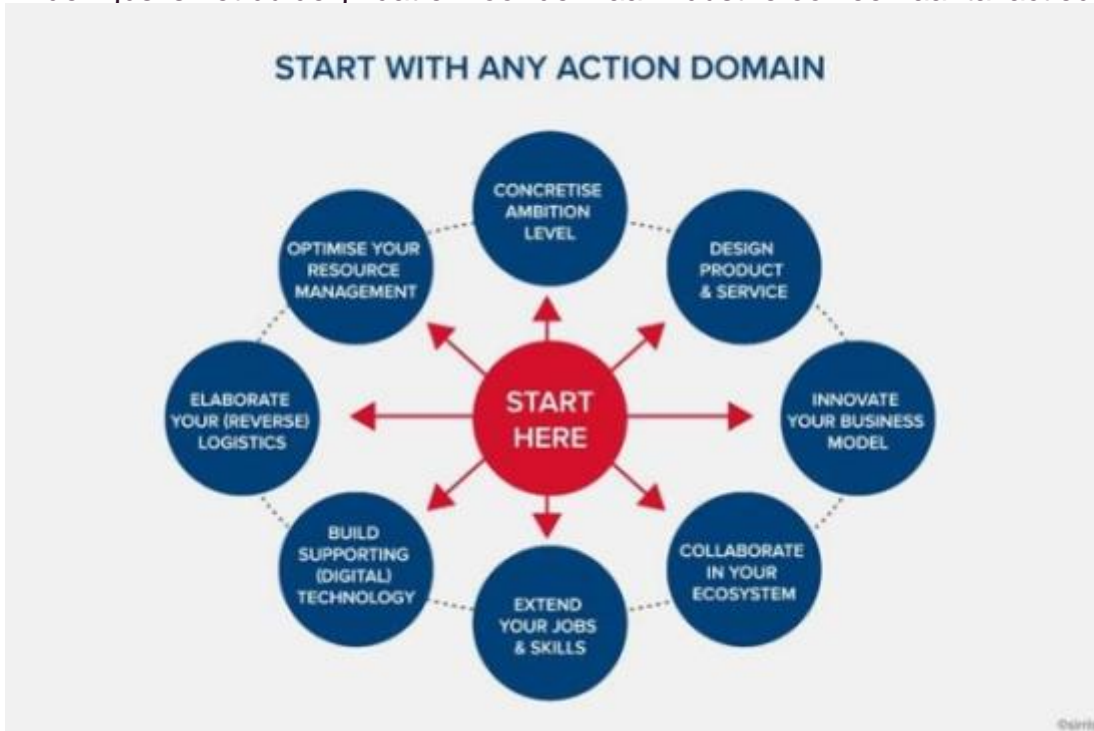 START WITH ANY ACTION DOMAIN
CONCRETISE
AMBITION
LEVEL
DESIGN
PRODUCT
& SERVICE
INNOVATE
YOUR BUSINESS
MODEL
COLLABORATE
IN YOUR
ECOSYSTEM
EXTEND
YOUR JOBS
& SKILLS
BUILD
SUPPORTING
(DIGITAL)
TECHNOLOGY
ELABORATE
YOUR (REVERSE)
LOGISTICS
OPTIMISE YOUR
RESOURCE
MANAGEMENT
START
HERE